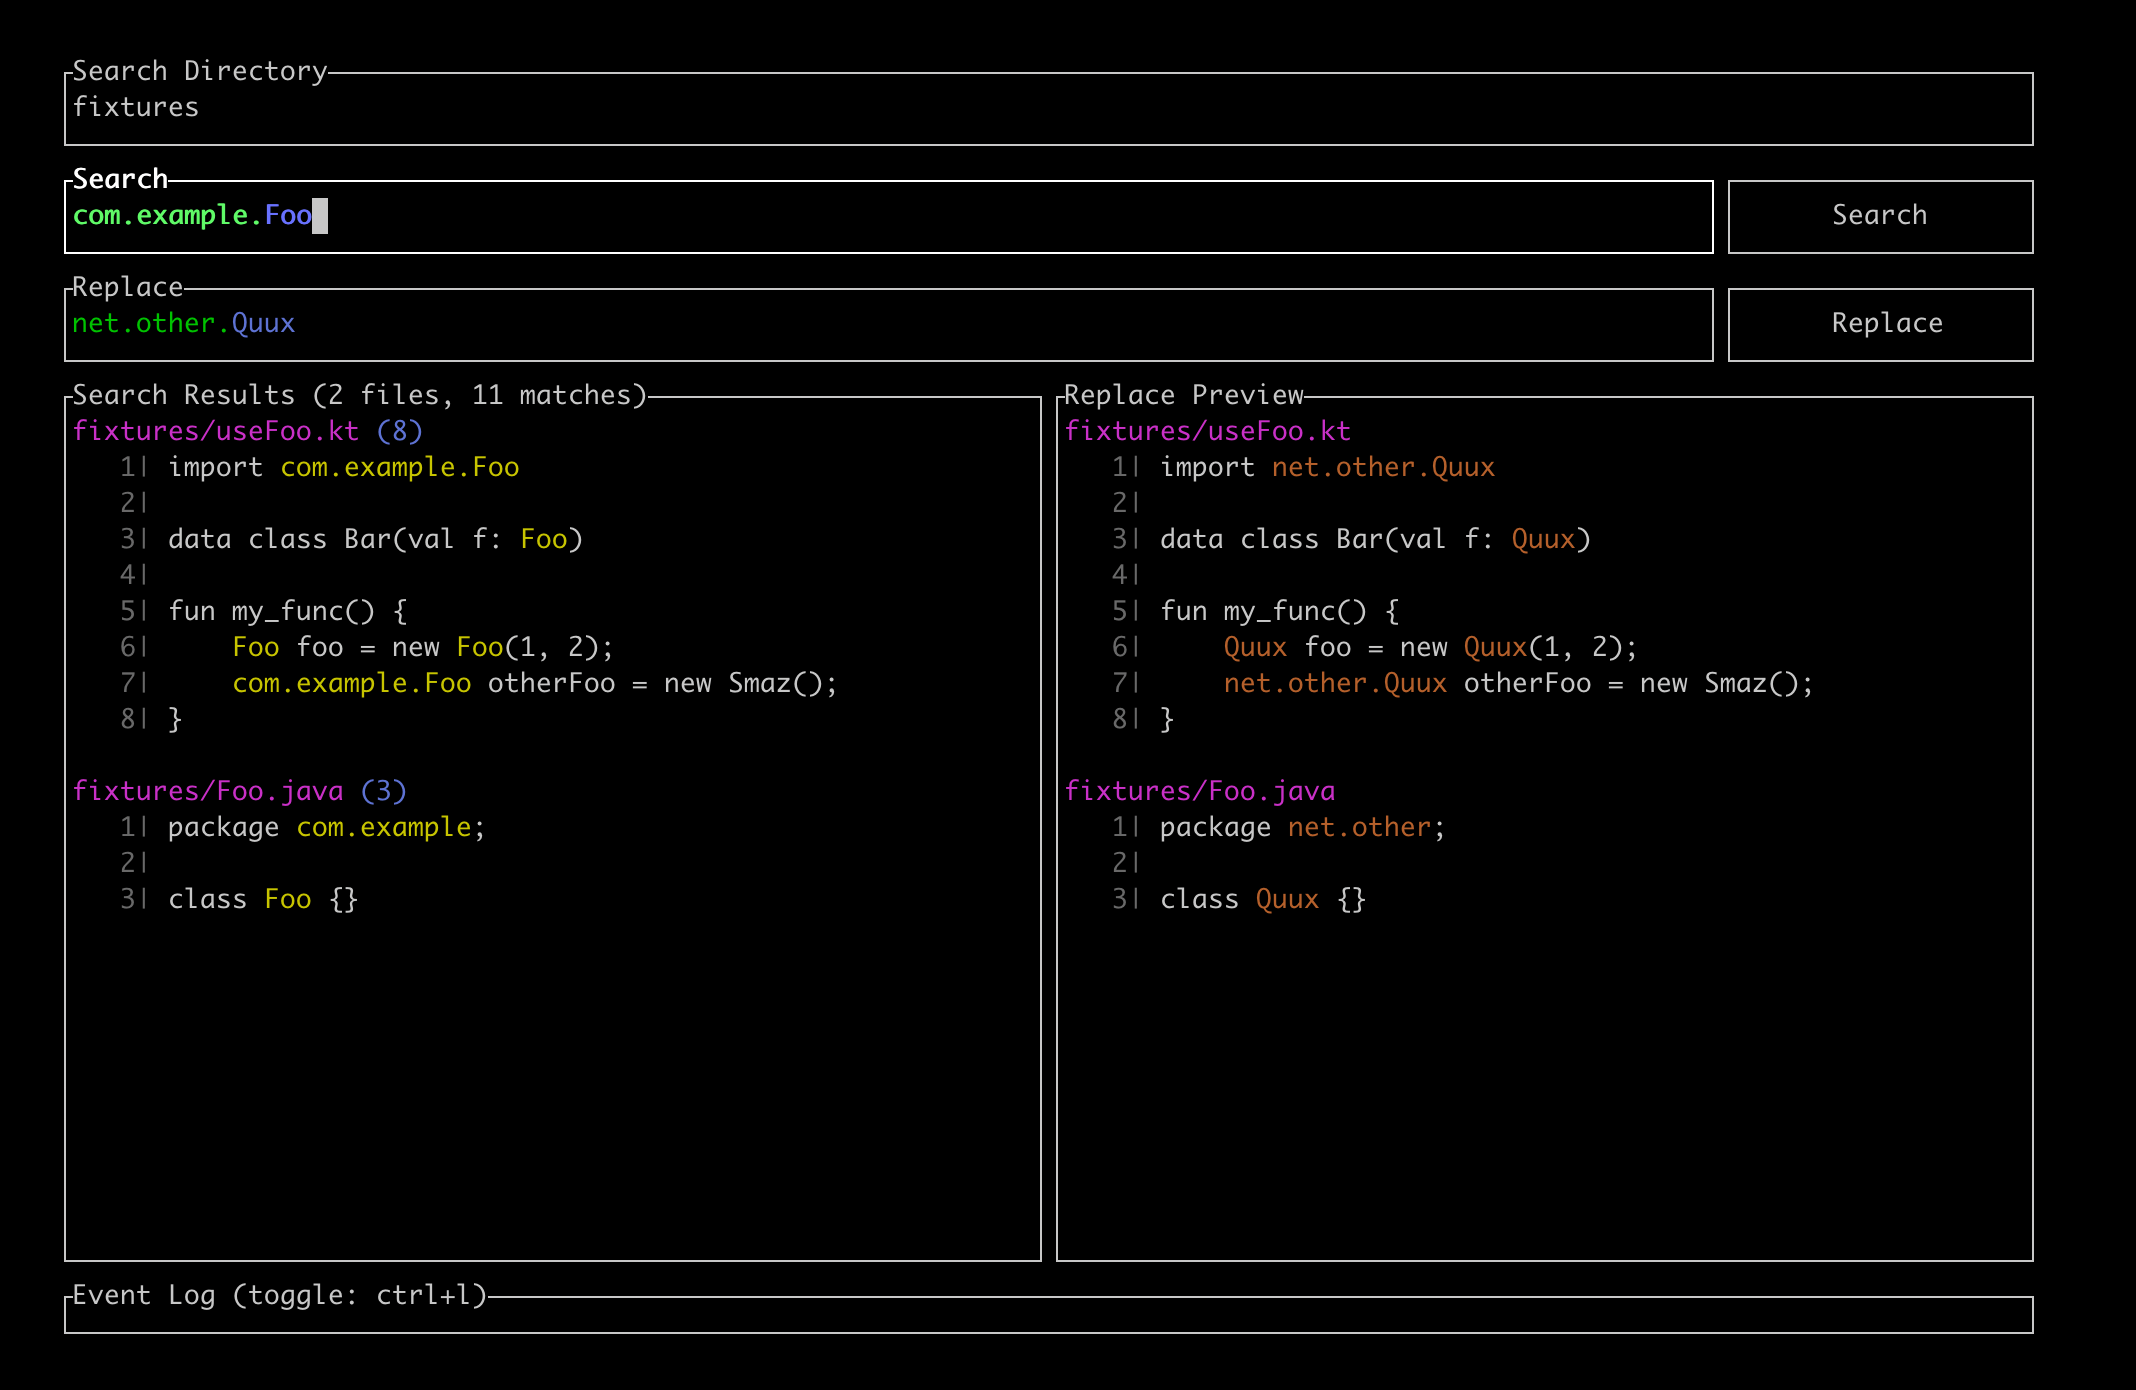 Search Directory
fixtures
Search
com.example.Foo
Search
Replace
net.other.Quux
Replace
Search Results (2 files, 11 matches)
fixtures/useFoo.kt (8)
1| import com.example.Foo
2|
3| data class Bar(val f: Foo)
4|
5| fun my_func() {
6|     Foo foo = new Foo(1, 2);
7|     com.example.Foo otherFoo = new Smaz();
8| }
fixtures/Foo.java (3)
1| package com.example;
2|
3| class Foo {}
Replace Preview
fixtures/useFoo.kt
1| import net.other.Quux
2|
3| data class Bar(val f: Quux)
4|
5| fun my_func() {
6|     Quux foo = new Quux(1, 2);
7|     net.other.Quux otherFoo = new Smaz();
8| }
fixtures/Foo.java
1| package net.other;
2|
3| class Quux {}
Event Log (toggle: ctrl+l)